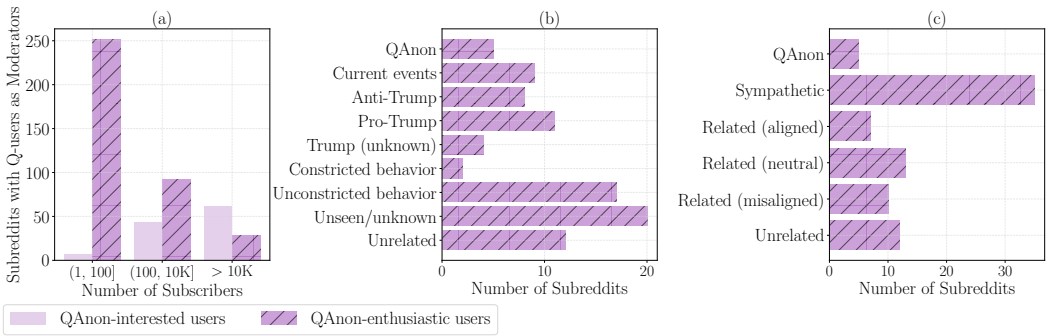 (a)
Subreddits with Q-users as Moderators
250
200
150
100
50
0
(1, 100]
(100, 10K]
> 10K
Number of Subscribers
(b)
QAnon
Current events
Anti-Trump
Pro-Trump
Trump (unknown)
Constricted behavior
Unconstricted behavior
Unseen/unknown
Unrelated
0
10
20
Number of Subreddits
(c)
QAnon
Sympathetic
Related (aligned)
Related (neutral)
Related (misaligned)
Unrelated
0
10
20
30
Number of Subreddits
QAnon-interested users
QAnon-enthusiastic users